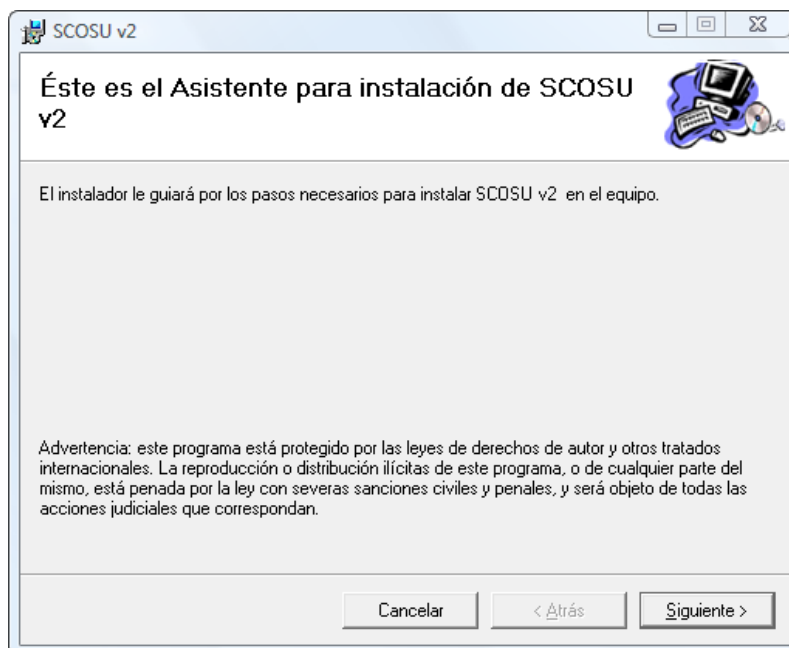 SCOSU v2
Éste es el Asistente para instalación de SCOSU
v2
El instalador le guiará por los pasos necesarios para instalar SCOSU v2 en el equipo.
Advertencia: este programa está protegido por las leyes de derechos de autor y otros tratados
internacionales. La reproducción o distribución ilícitas de este programa, o de cualquier parte del
mismo, está penada por la ley con severas sanciones civiles y penales, y será objeto de todas las
acciones judiciales que correspondan.
Cancelar < Atrás Siguiente >